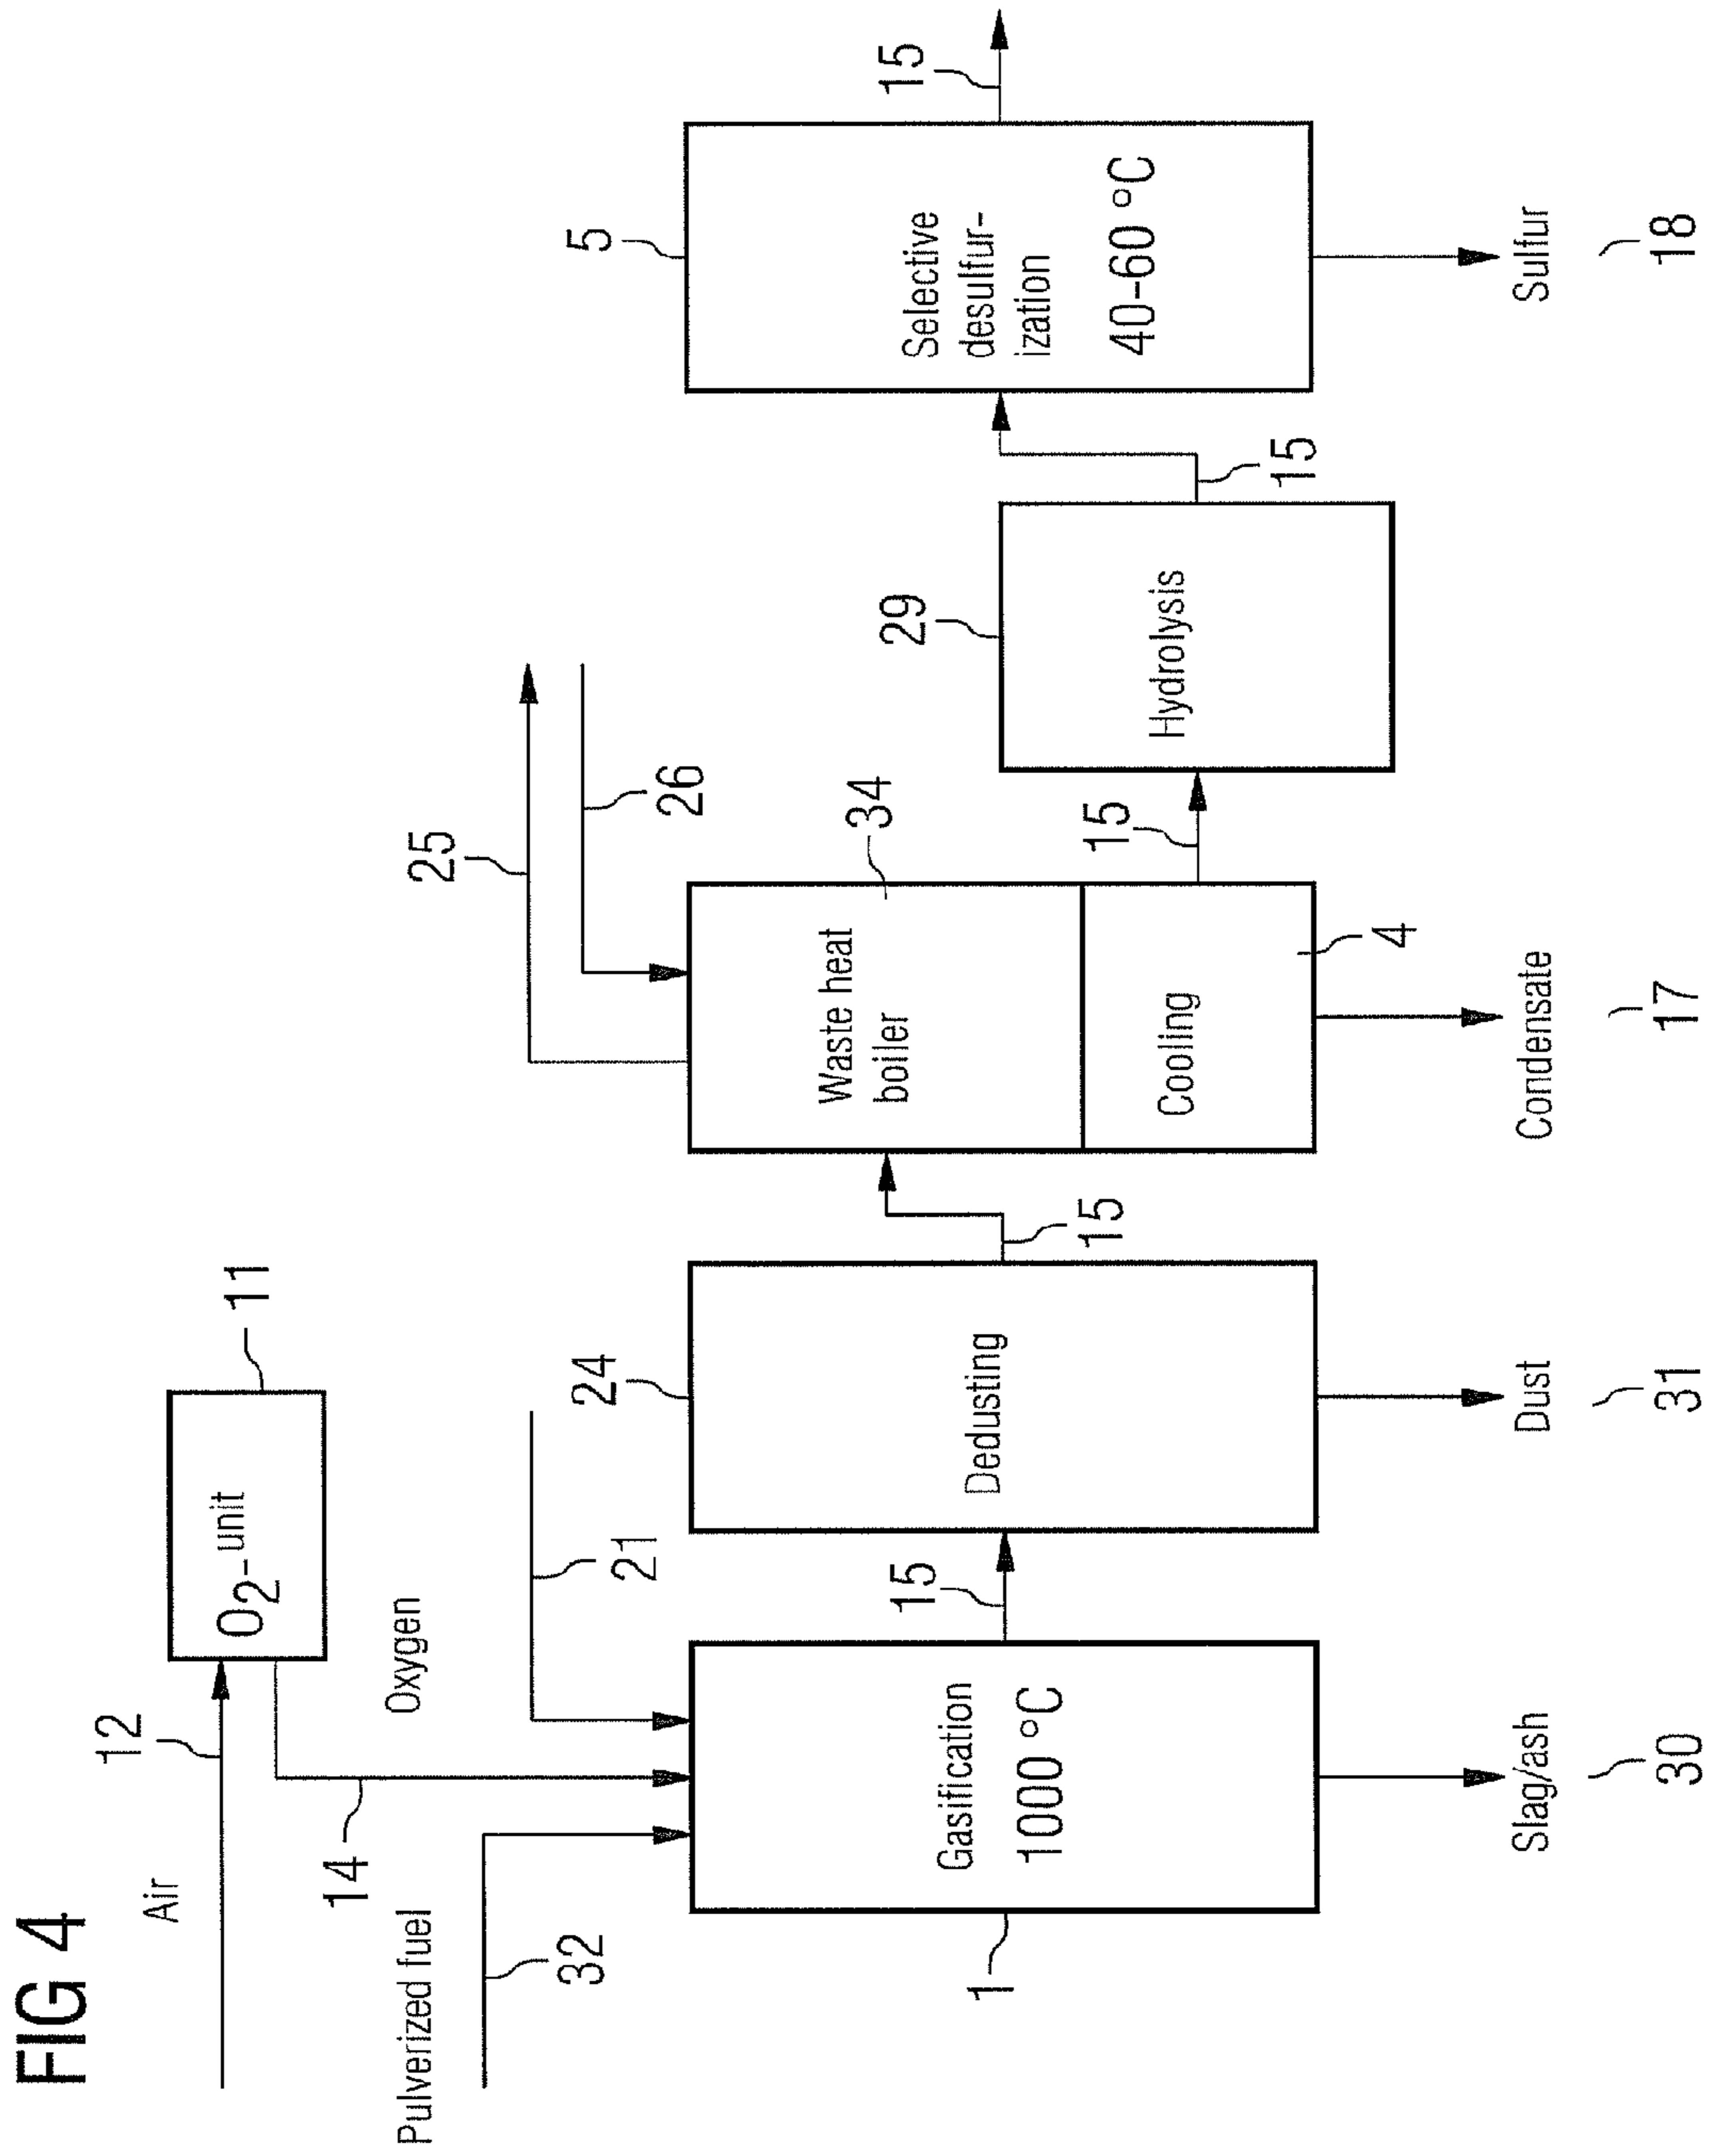 FIG 4
Air
12
O2-unit
11
14
Oxygen
Pulverized fuel
32
21
1
Gasification
1000 °C
15
Slag/ash
30
24
Dedusting
15
Dust
31
25
26
Waste heat
boiler
34
Cooling
4
15
Condensate
17
29
Hydrolysis
15
5
Selective
desulfur-
ization
40-60 °C
15
Sulfur
18